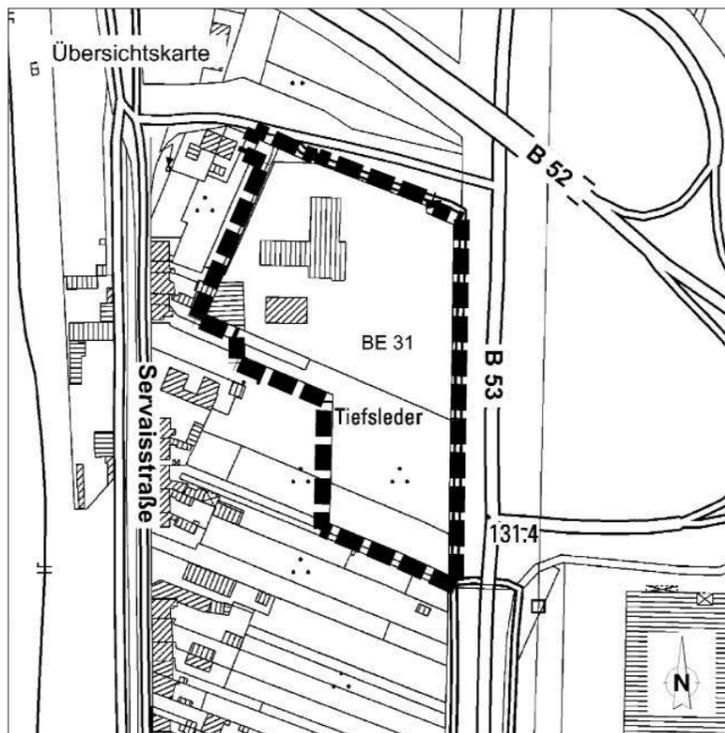 Übersichtskarte
B 52
BE 31
B 53
Servaisstraße
Tiefsleder
131.4
N